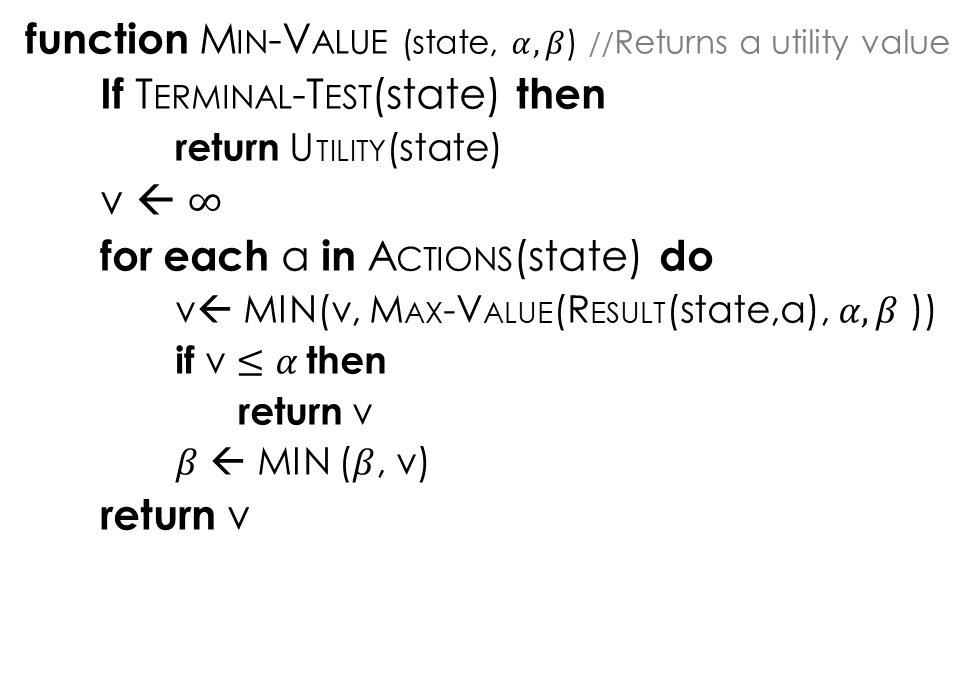 function MIN-VALUE (state, α,β) //Returns a utility value
If TERMINAL-TEST(state) then
return UTILITY(state)
v ← ∞
for each a in ACTIONS(state) do
v← MIN(v, MAX-VALUE(RESULT(state,a), α,β ))
if v ≤ α then
return v
β ← MIN (β, v)
return v